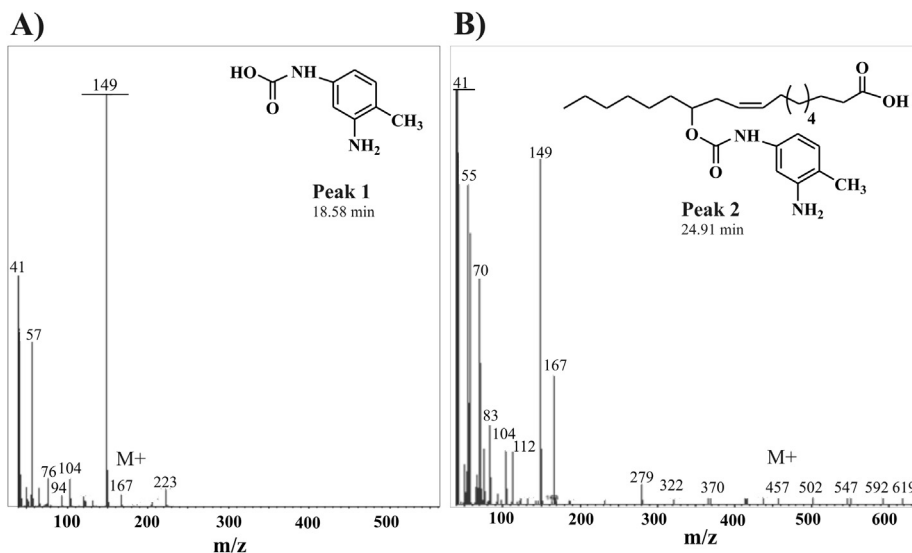 A)
149
HO
NH
O
CH3
NH2
Peak 1
18.58 min
41
57
76
94
104
M+
167
223
100 200 300 400 500
m/z
B)
41
O
OH
4
O
NH
O
CH3
NH2
Peak 2
24.91 min
149
55
70
167
83
104
112
M+
279
322
370
457
502
547
592
619
100 200 300 400 500 600
m/z